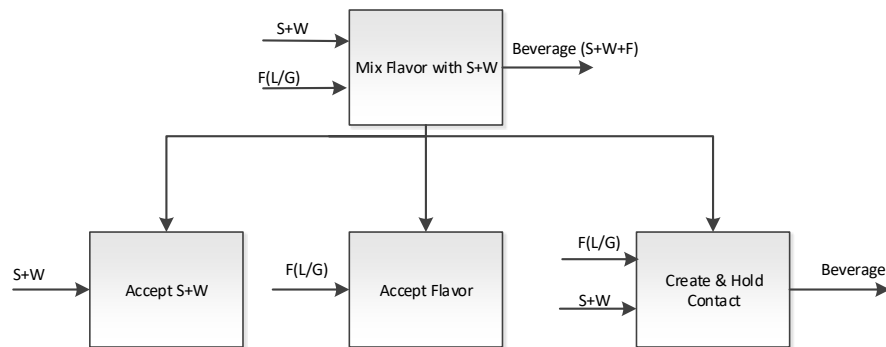 S+W
F(L/G)
Mix Flavor with S+W
Beverage (S+W+F)
S+W
Accept S+W
F(L/G)
Accept Flavor
F(L/G)
S+W
Create & Hold
Contact
Beverage